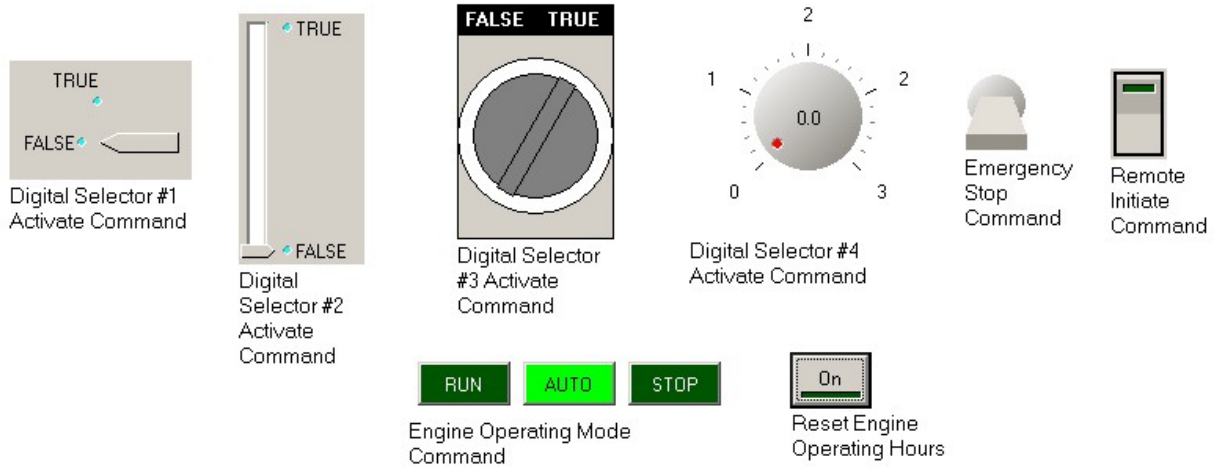 TRUE
FALSE
Digital Selector #1
Activate Command
TRUE
FALSE
Digital
Selector #2
Activate
Command
FALSE TRUE
Digital Selector
#3 Activate
Command
2
1
2
0.0
0
3
Digital Selector #4
Activate Command
Emergency
Stop
Command
Remote
Initiate
Command
RUN
AUTO
STOP
Engine Operating Mode
Command
On
Reset Engine
Operating Hours